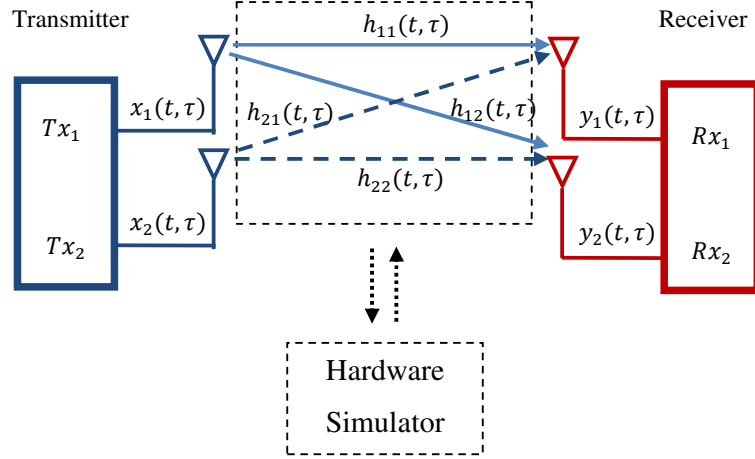 Transmitter
Receiver
h₁₁(t, τ)
x₁(t, τ)
h₂₁(t, τ)
h₁₂(t, τ)
y₁(t, τ)
Tx₁
Rx₁
h₂₂(t, τ)
x₂(t, τ)
y₂(t, τ)
Tx₂
Rx₂
Hardware
Simulator